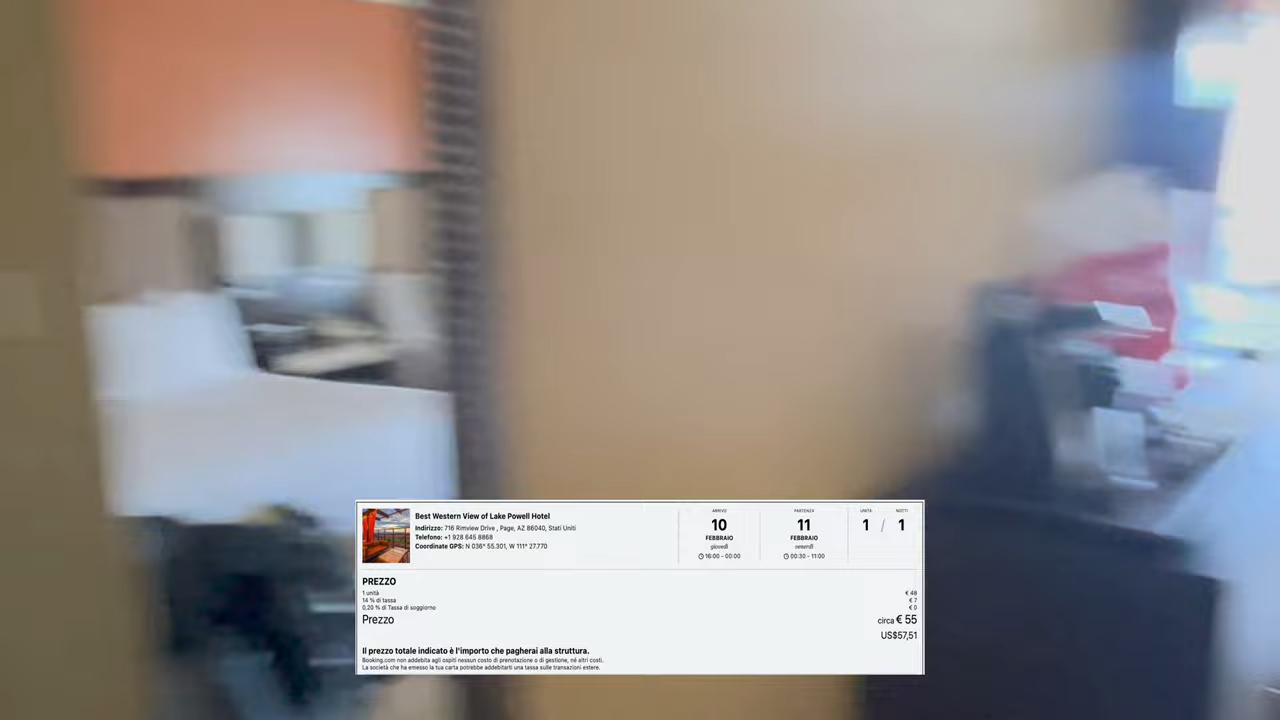 Best Western View of Lake Powell Hotel
Indirizzo: 716 Rimview Drive , Page, AZ 86040, Stati Uniti
Telefono: +1 928 645 8868
Coordinate GPS: N 036° 55.301, W 111° 27.770
ARRIVO
10
FEBBRAIO
giovedì
16:00 - 00:00
PARTENZA
11
FEBBRAIO
venerdì
00:30 - 11:00
UNITÀ NOTTI
1 / 1
PREZZO
1 unità € 48
14 % di tassa € 7
0,20 % di Tassa di soggiorno € 0
Prezzo circa € 55
US$57,51
Il prezzo totale indicato è l'importo che pagherai alla struttura.
Booking.com non addebita agli ospiti nessun costo di prenotazione o di gestione, né altri costi.
La società che ha emesso la tua carta potrebbe addebitarti una tassa sulle transazioni estere.